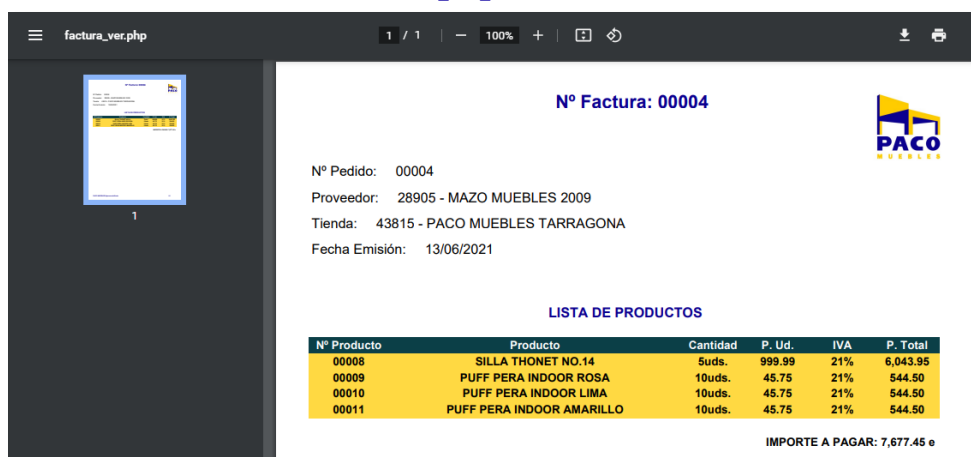 factura_ver.php
1 / 1
100%
1
Nº Factura: 00004
PACO
MUEBLES
Nº Pedido: 00004
Proveedor: 28905 - MAZO MUEBLES 2009
Tienda: 43815 - PACO MUEBLES TARRAGONA
Fecha Emisión: 13/06/2021
LISTA DE PRODUCTOS
Nº Producto Producto Cantidad P. Ud. IVA P. Total
00008 SILLA THONET NO.14 5uds. 999.99 21% 6,043.95
00009 PUFF PERA INDOOR ROSA 10uds. 45.75 21% 544.50
00010 PUFF PERA INDOOR LIMA 10uds. 45.75 21% 544.50
00011 PUFF PERA INDOOR AMARILLO 10uds. 45.75 21% 544.50
IMPORTE A PAGAR: 7,677.45 e